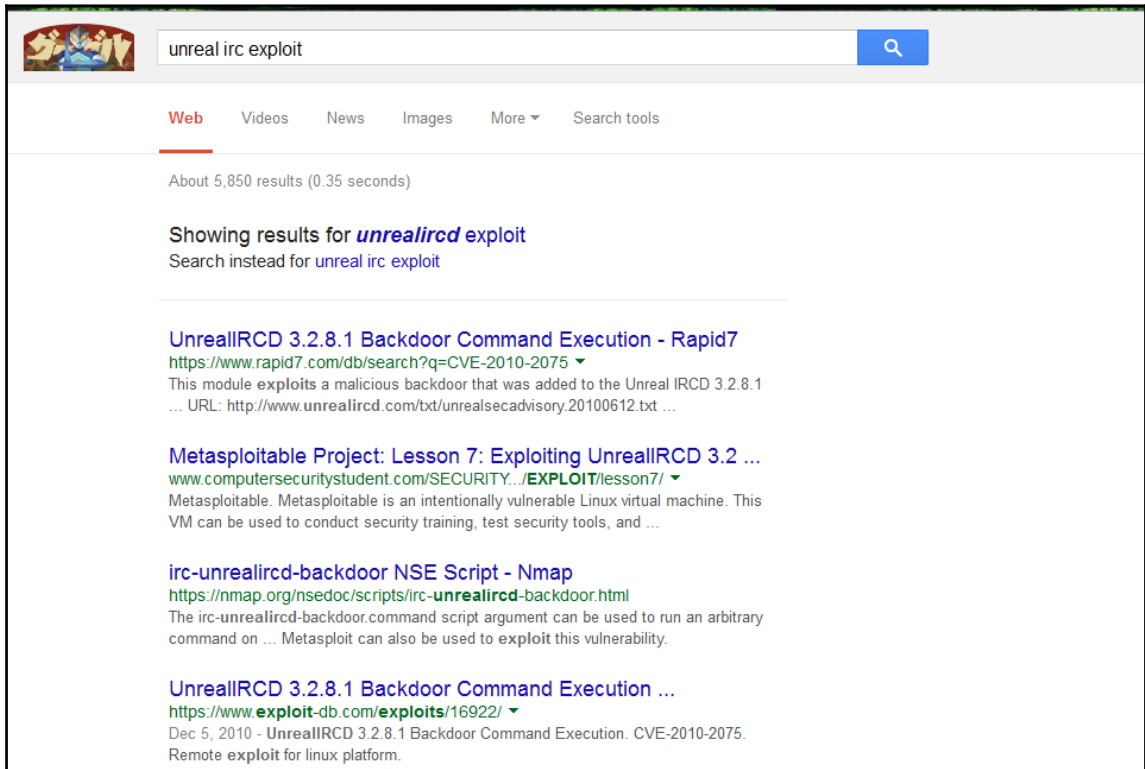 グーグル
unreal irc exploit
Web Videos News Images More Search tools
About 5,850 results (0.35 seconds)
Showing results for unrealircd exploit
Search instead for unreal irc exploit
UnrealIRCD 3.2.8.1 Backdoor Command Execution - Rapid7
https://www.rapid7.com/db/search?q=CVE-2010-2075
This module exploits a malicious backdoor that was added to the Unreal IRCD 3.2.8.1
... URL: http://www.unrealircd.com/txt/unrealsecadvisory.20100612.txt ...
Metasploitable Project: Lesson 7: Exploiting UnrealIRCD 3.2 ...
www.computersecuritystudent.com/SECURITY.../EXPLOIT/lesson7/
Metasploitable. Metasploitable is an intentionally vulnerable Linux virtual machine. This
VM can be used to conduct security training, test security tools, and ...
irc-unrealircd-backdoor NSE Script - Nmap
https://nmap.org/nsedoc/scripts/irc-unrealircd-backdoor.html
The irc-unrealircd-backdoor.command script argument can be used to run an arbitrary
command on ... Metasploit can also be used to exploit this vulnerability.
UnrealIRCD 3.2.8.1 Backdoor Command Execution ...
https://www.exploit-db.com/exploits/16922/
Dec 5, 2010 - UnrealIRCD 3.2.8.1 Backdoor Command Execution. CVE-2010-2075.
Remote exploit for linux platform.